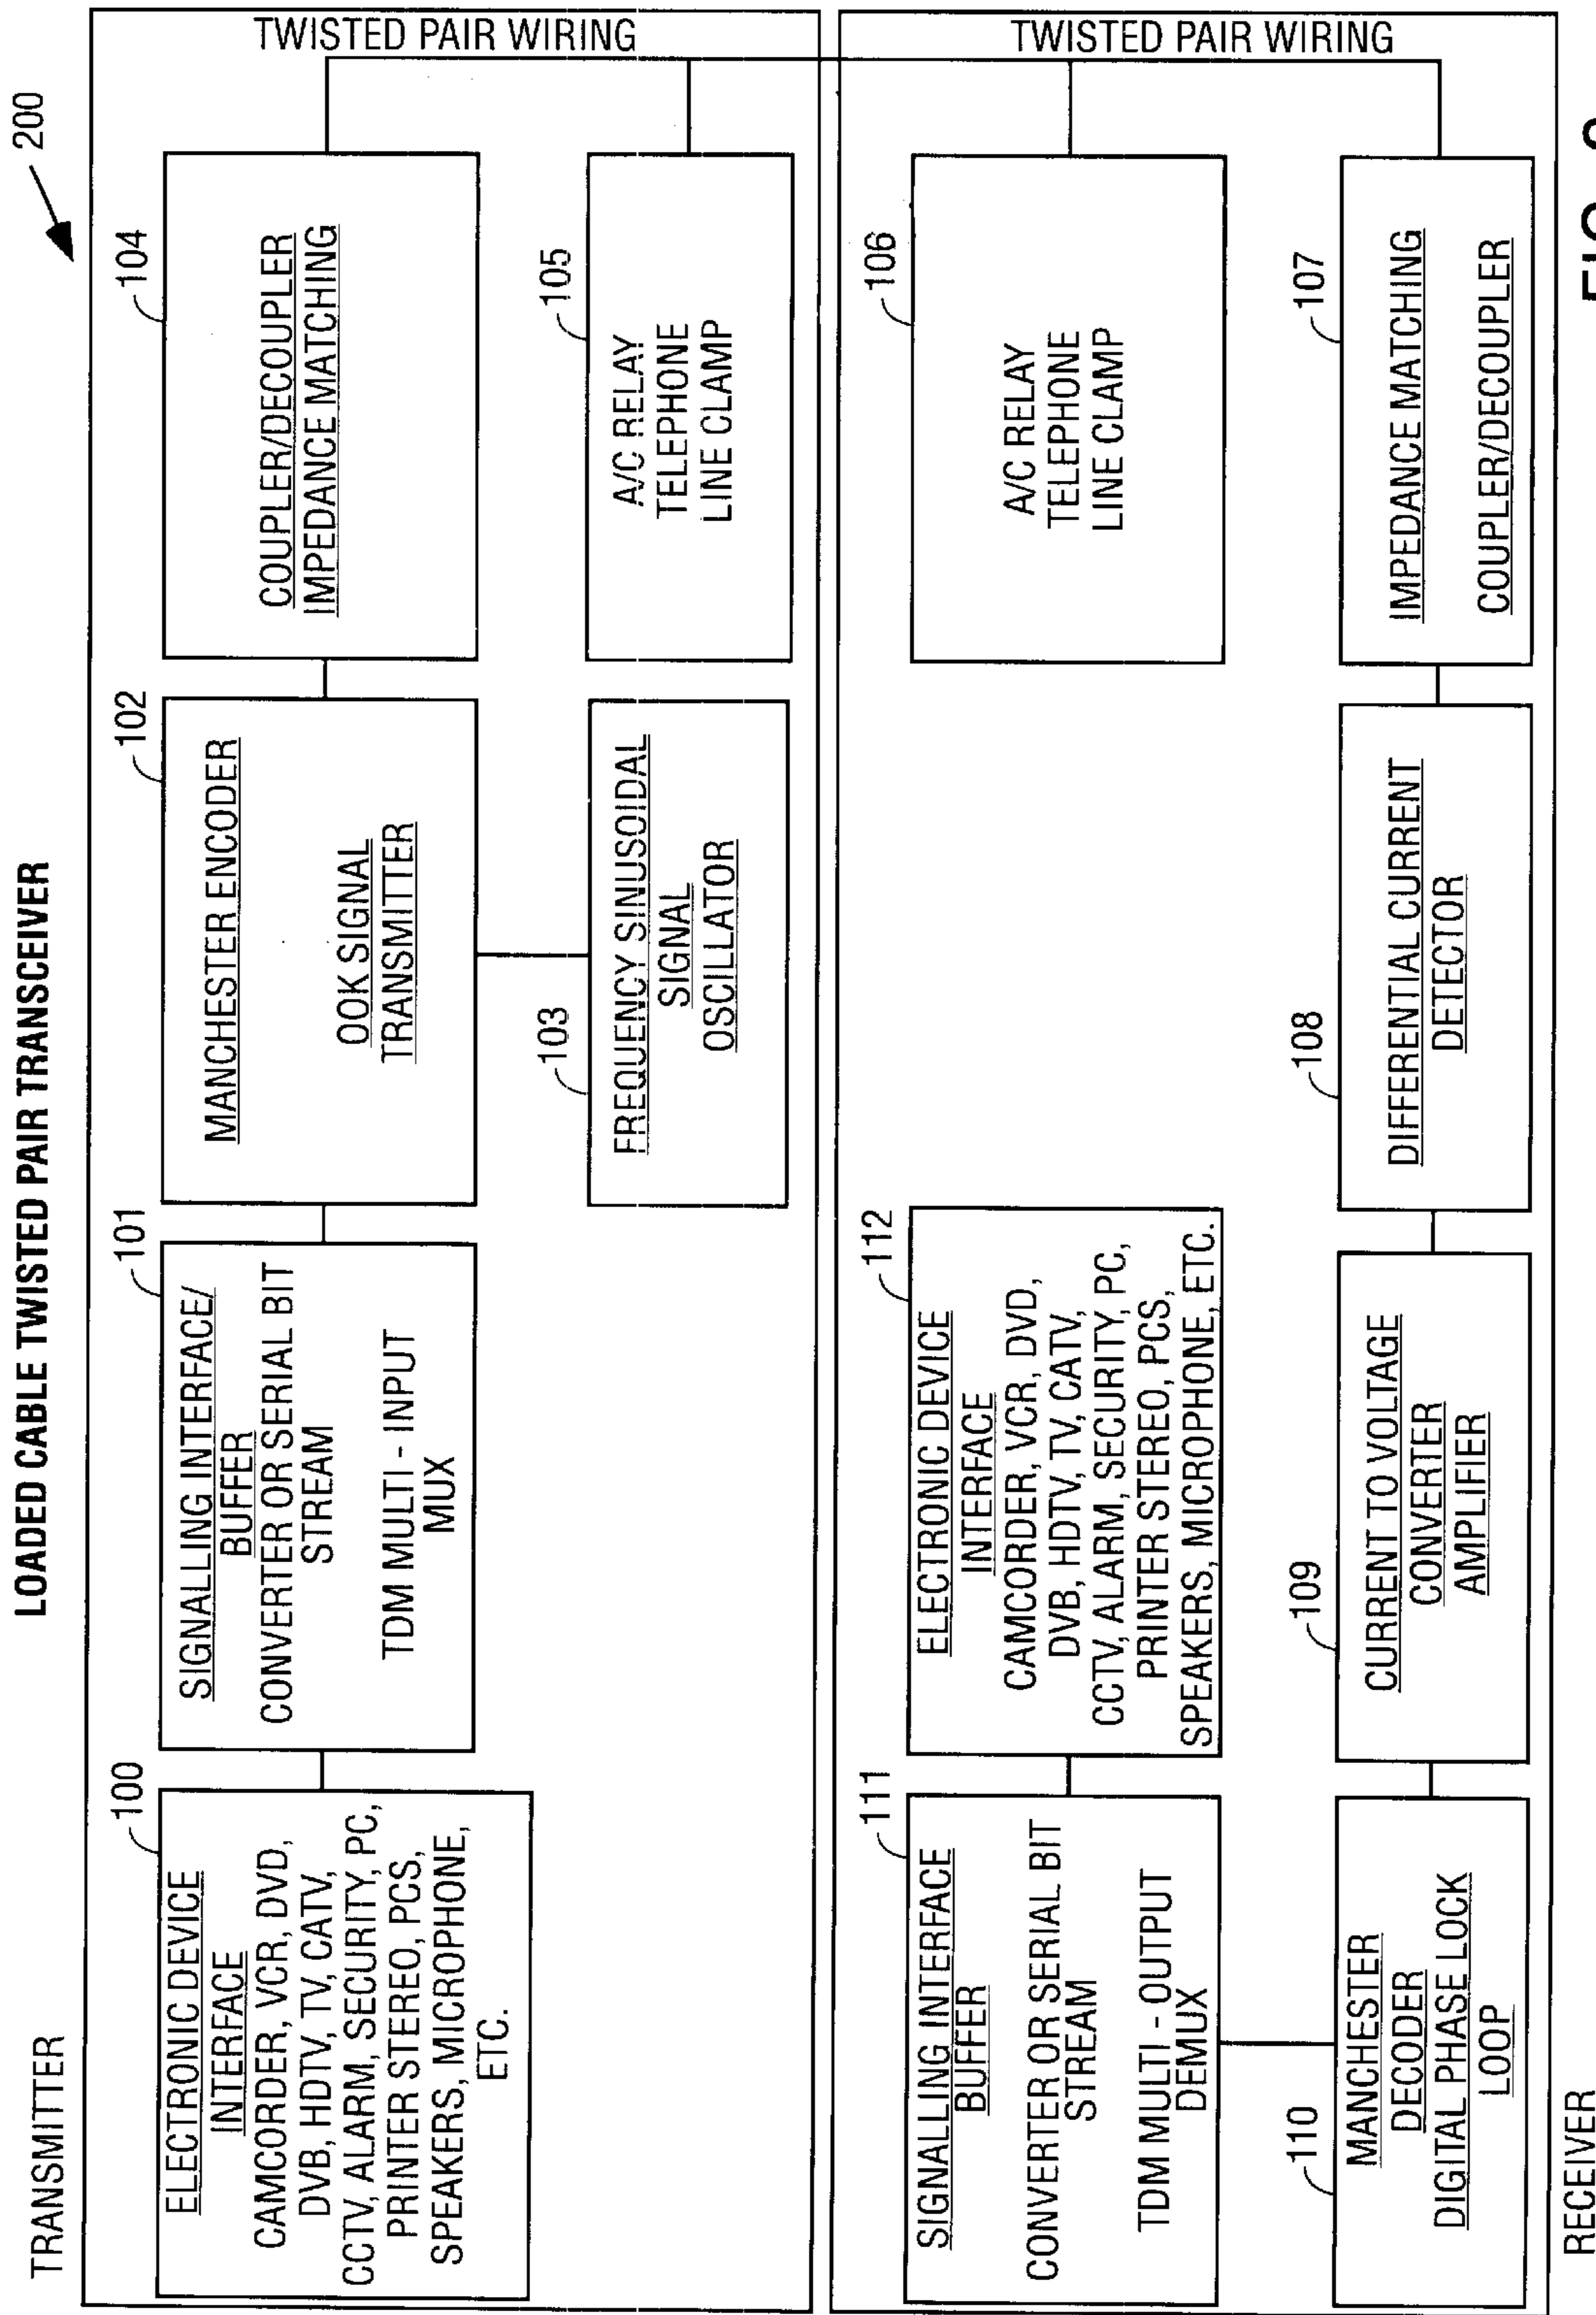 LOADED CABLE TWISTED PAIR TRANSCEIVER
200
TRANSMITTER
100
ELECTRONIC DEVICE
INTERFACE
CAMCORDER, VCR, DVD,
DVB, HDTV, TV, CATV,
CCTV, ALARM, SECURITY, PC,
PRINTER STEREO, PCS,
SPEAKERS, MICROPHONE,
ETC.
101
SIGNALLING INTERFACE/
BUFFER
CONVERTER OR SERIAL BIT
STREAM
TDM MULTI - INPUT
MUX
102
MANCHESTER ENCODER
OOK SIGNAL
TRANSMITTER
103
FREQUENCY SINUSOIDAL
SIGNAL
OSCILLATOR
104
COUPLER/DECOUPLER
IMPEDANCE MATCHING
105
A/C RELAY
TELEPHONE
LINE CLAMP
TWISTED PAIR WIRING
111
SIGNALLING INTERFACE
BUFFER
CONVERTER OR SERIAL BIT
STREAM
TDM MULTI - OUTPUT
DEMUX
112
ELECTRONIC DEVICE
INTERFACE
CAMCORDER, VCR, DVD,
DVB, HDTV, TV, CATV,
CCTV, ALARM, SECURITY, PC,
PRINTER STEREO, PCS,
SPEAKERS, MICROPHONE, ETC.
106
A/C RELAY
TELEPHONE
LINE CLAMP
TWISTED PAIR WIRING
110
MANCHESTER
DECODER
DIGITAL PHASE LOCK
LOOP
109
CURRENT TO VOLTAGE
CONVERTER
AMPLIFIER
108
DIFFERENTIAL CURRENT
DETECTOR
107
IMPEDANCE MATCHING
COUPLER/DECOUPLER
RECEIVER